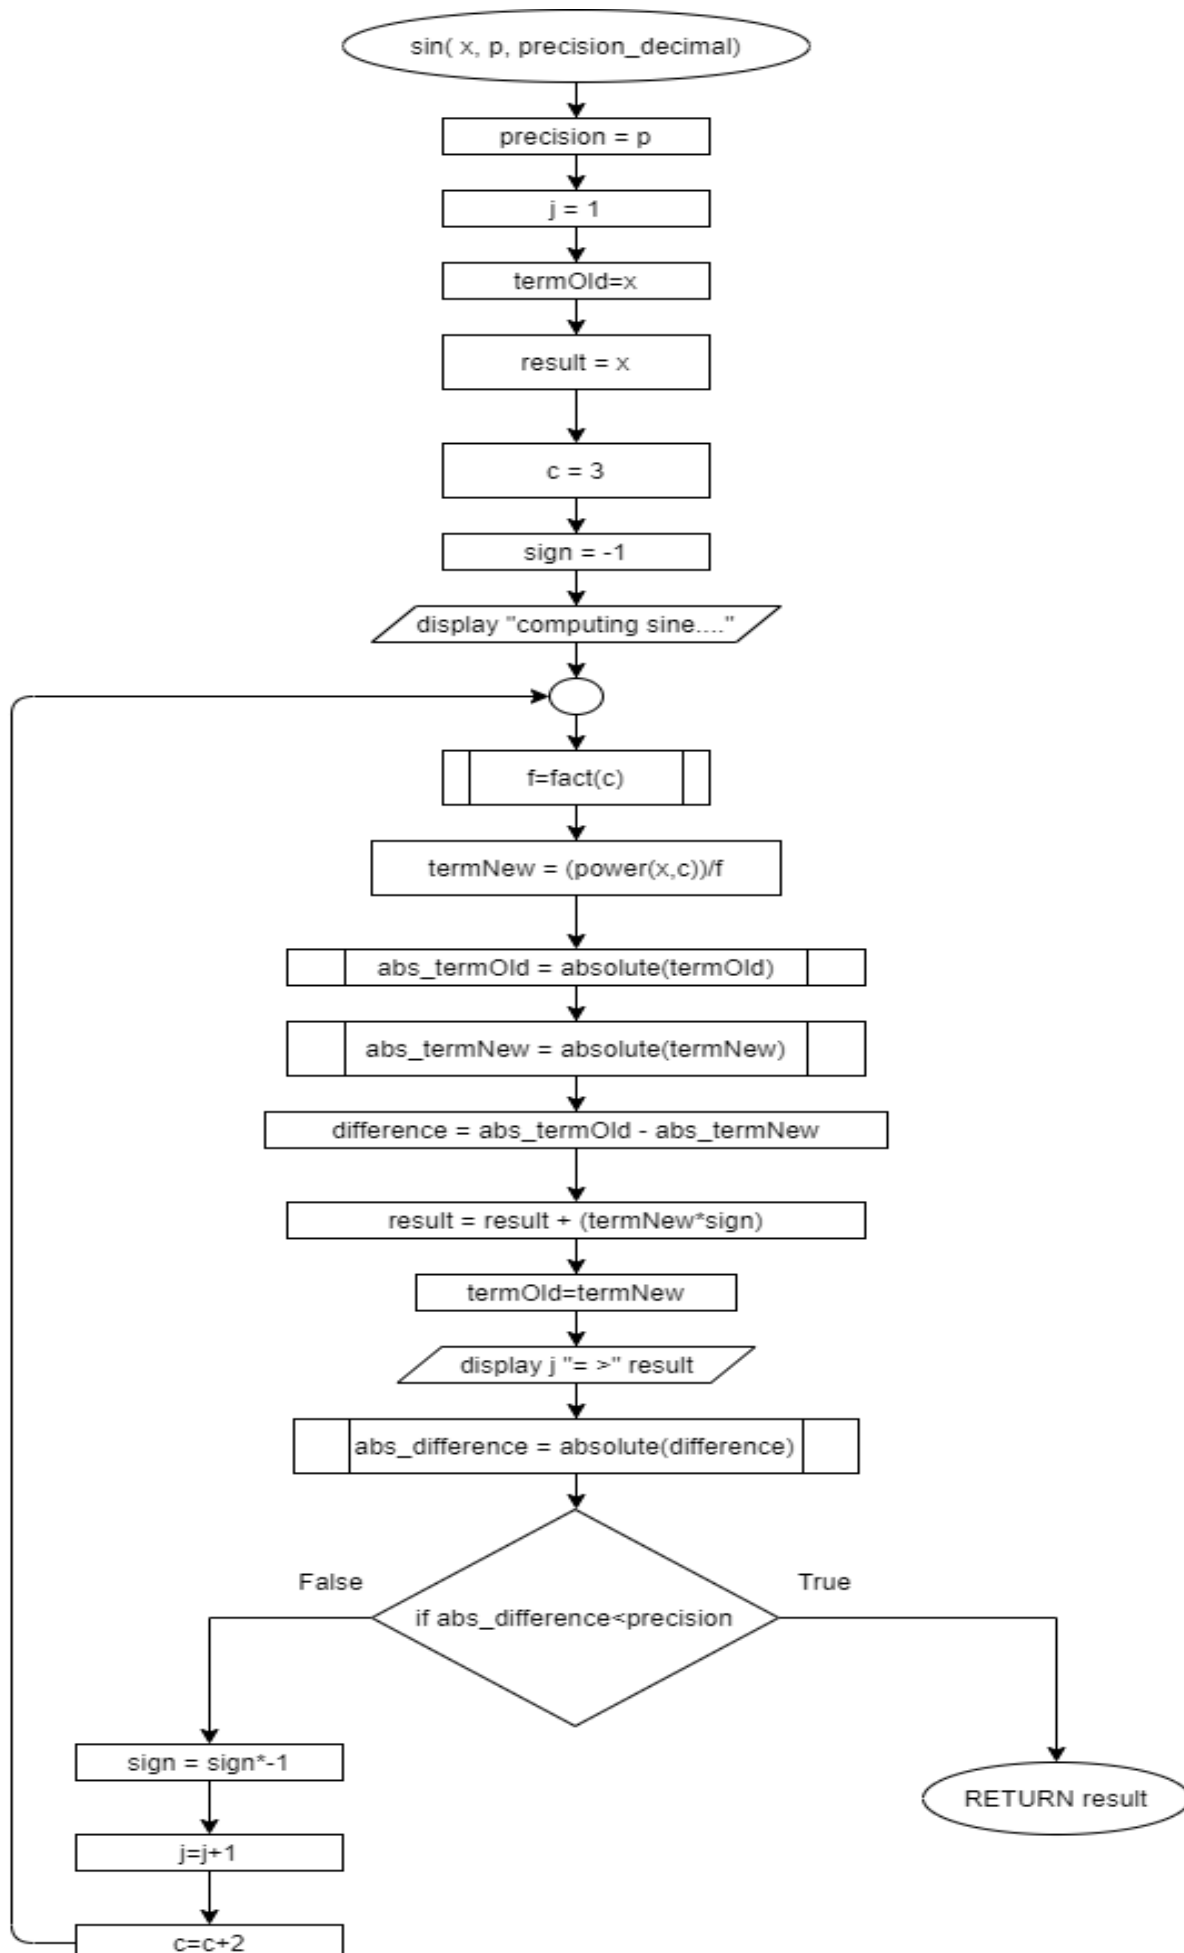 sin( x, p, precision_decimal)
precision = p
j = 1
termOld=x
result = x
c = 3
sign = -1
display "computing sine...."
f=fact(c)
termNew = (power(x,c))/f
abs_termOld = absolute(termOld)
abs_termNew = absolute(termNew)
difference = abs_termOld - abs_termNew
result = result + (termNew*sign)
termOld=termNew
display j "= >" result
abs_difference = absolute(difference)
False
True
if abs_difference<precision
sign = sign*-1
RETURN result
j=j+1
c=c+2